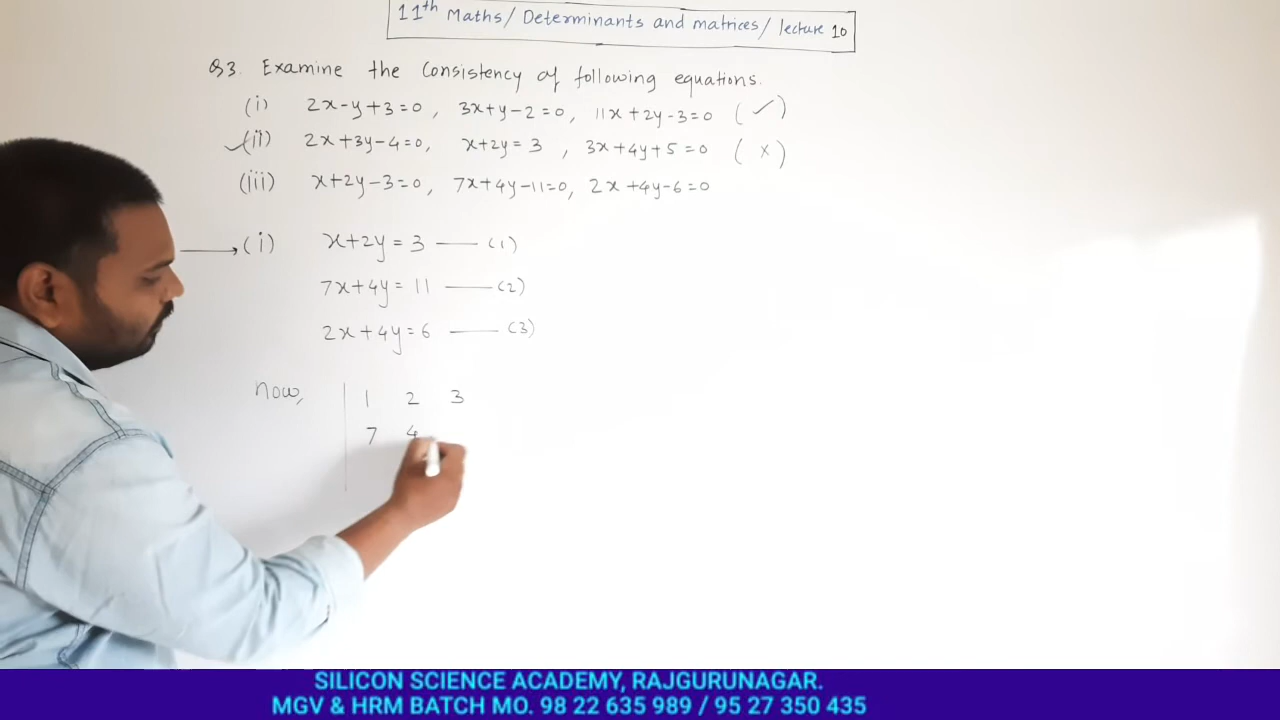 11th Maths/ Determinants and matrices/ lecture 10
Q3. Examine the Consistency of following equations.
(i) 2x-y+3=0, 3x+y-2=0, 11x+2y-3=0 (✓)
(ii) 2x+3y-4=0, x+2y=3, 3x+4y+5=0 (×)
(iii) x+2y-3=0, 7x+4y-11=0, 2x+4y-6=0
→(i) x+2y=3 —— (1)
7x+4y=11 —— (2)
2x+4y=6 —— (3)
Now, | 1 2 3
7 4
SILICON SCIENCE ACADEMY, RAJGURUNAGAR.
MGV & HRM BATCH MO. 98 22 635 989 / 95 27 350 435